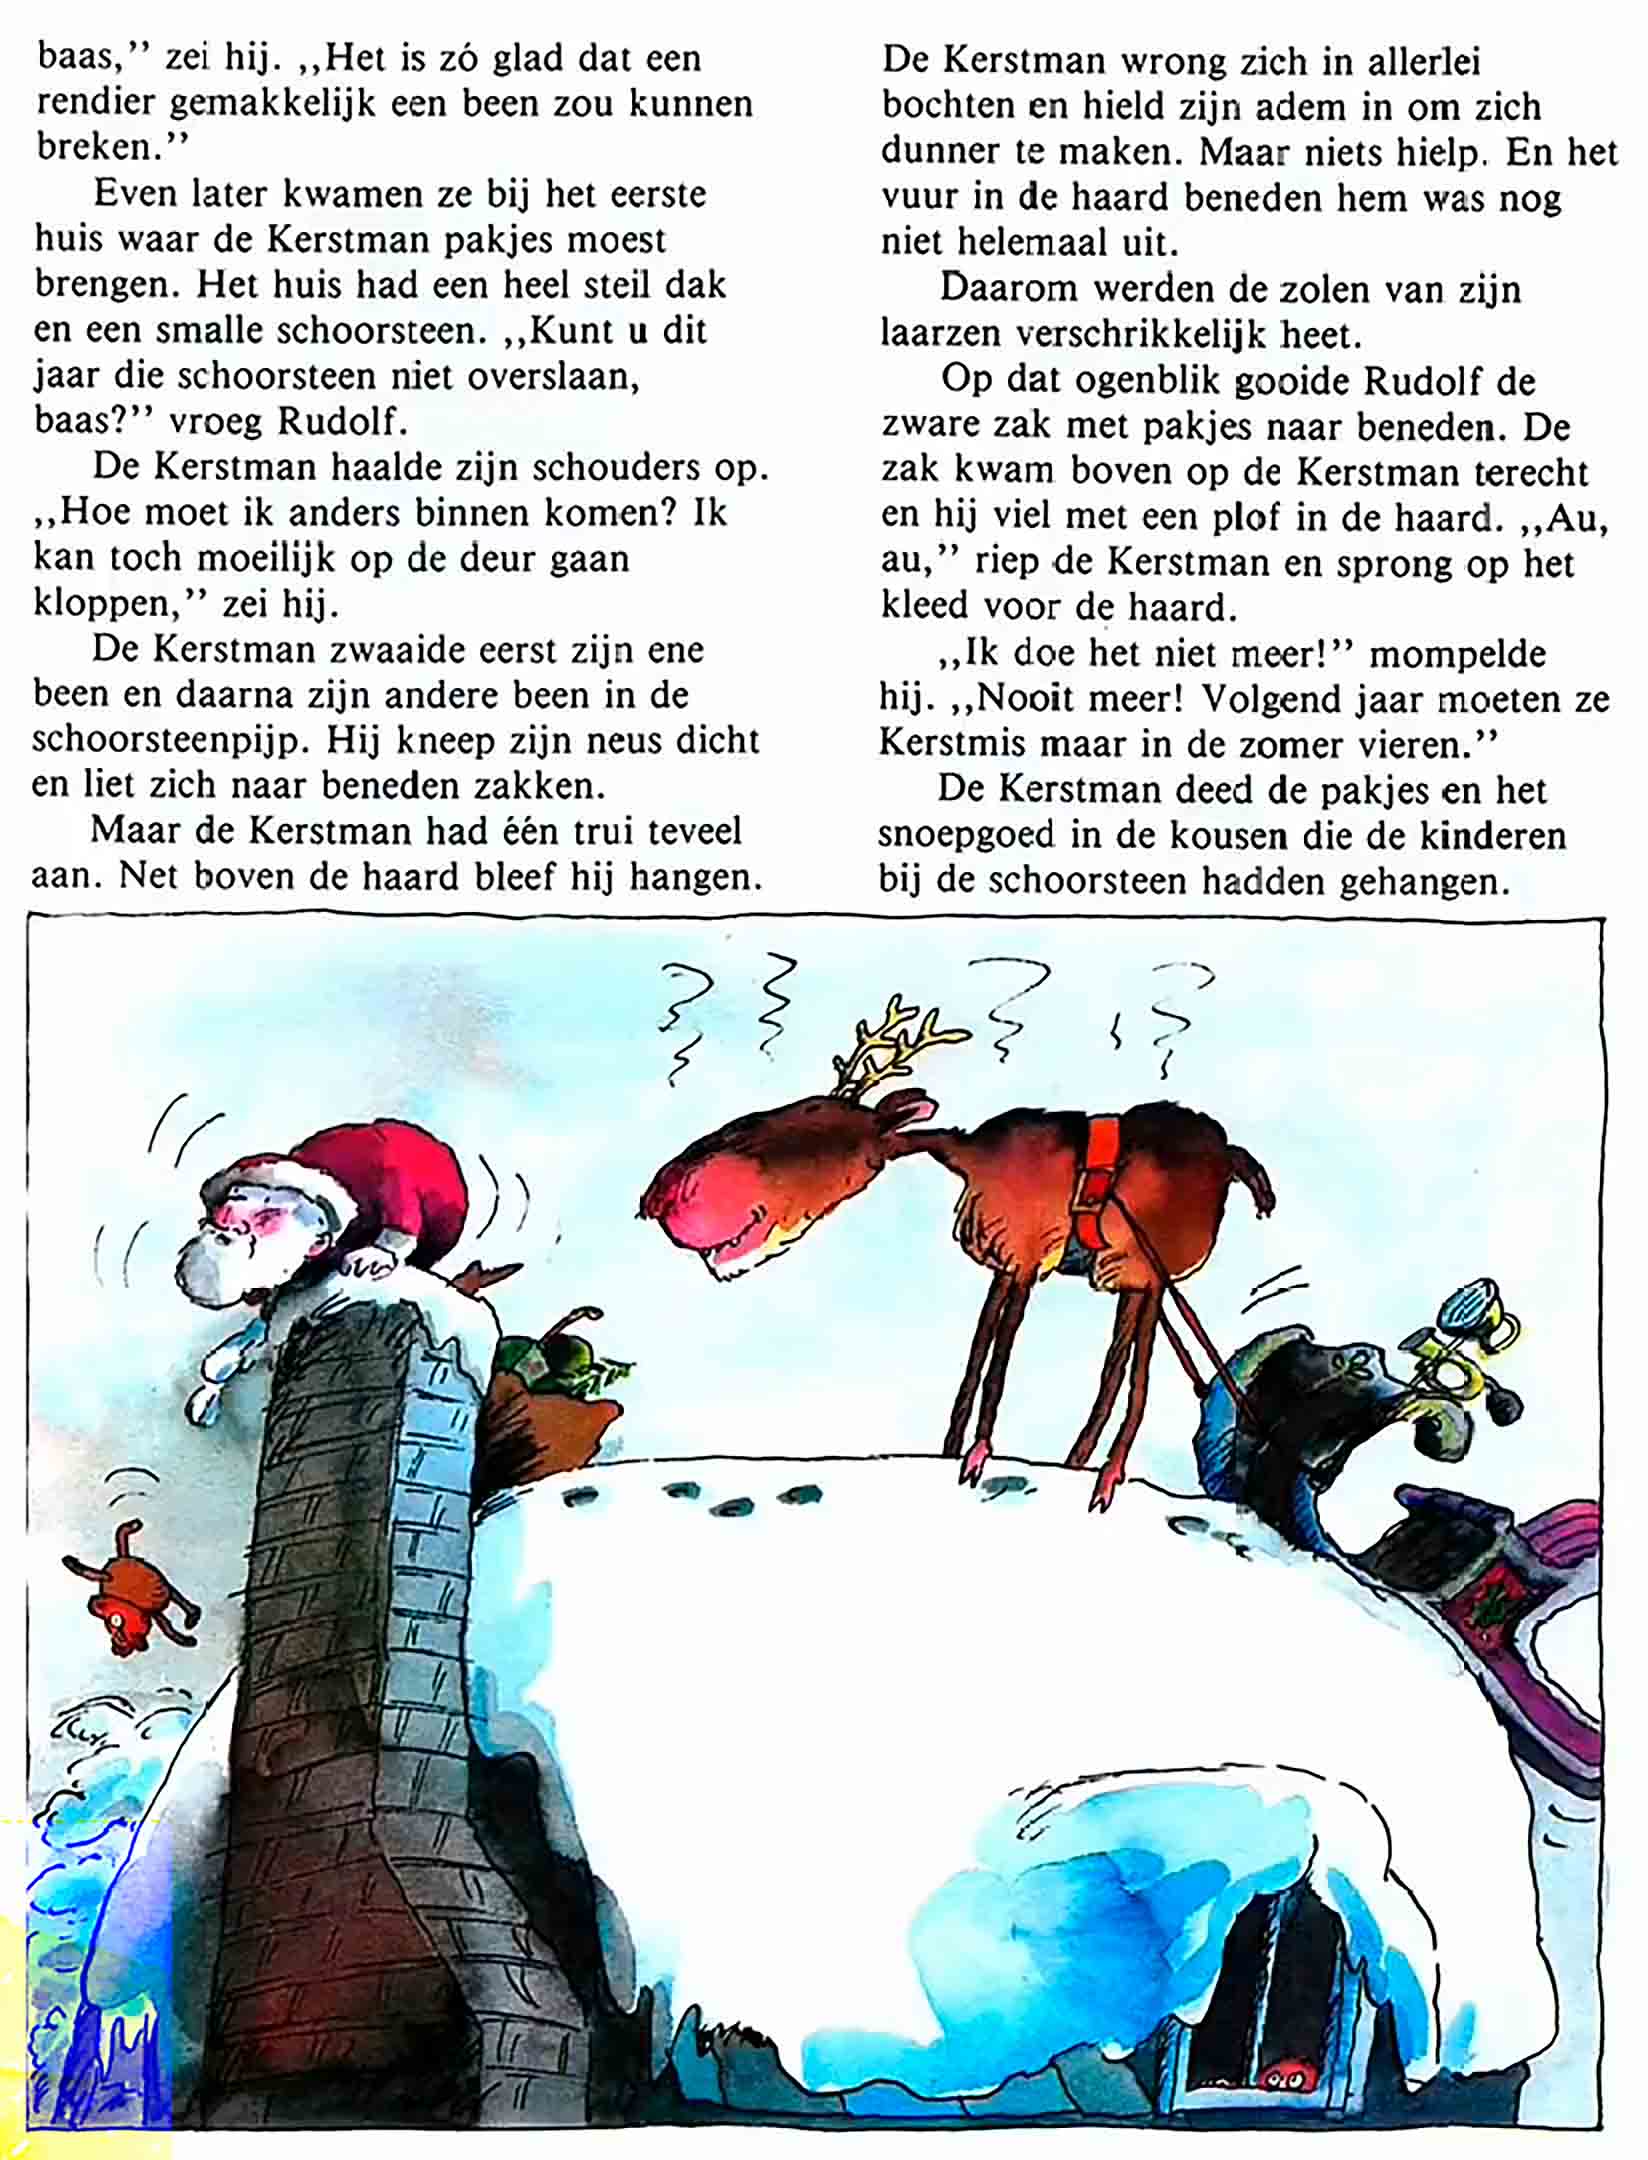 baas,’’ zei hij. ,,Het is zó glad dat een
rendier gemakkelijk een been zou kunnen
breken.’’
Even later kwamen ze bij het eerste
huis waar de Kerstman pakjes moest
brengen. Het huis had een heel steil dak
en een smalle schoorsteen. ,,Kunt u dit
jaar die schoorsteen niet overslaan,
baas?’’ vroeg Rudolf.
De Kerstman haalde zijn schouders op.
,,Hoe moet ik anders binnen komen? Ik
kan toch moeilijk op de deur gaan
kloppen,’’ zei hij.
De Kerstman zwaaide eerst zijn ene
been en daarna zijn andere been in de
schoorsteenpijp. Hij kneep zijn neus dicht
en liet zich naar beneden zakken.
Maar de Kerstman had één trui teveel
aan. Net boven de haard bleef hij hangen.
De Kerstman wrong zich in allerlei
bochten en hield zijn adem in om zich
dunner te maken. Maar niets hielp. En het
vuur in de haard beneden hem was nog
niet helemaal uit.
Daarom werden de zolen van zijn
laarzen verschrikkelijk heet.
Op dat ogenblik gooide Rudolf de
zware zak met pakjes naar beneden. De
zak kwam boven op de Kerstman terecht
en hij viel met een plof in de haard. ,,Au,
au,’’ riep de Kerstman en sprong op het
kleed voor de haard.
,,Ik doe het niet meer!’’ mompelde
hij. ,,Nooit meer! Volgend jaar moeten ze
Kerstmis maar in de zomer vieren.’’
De Kerstman deed de pakjes en het
snoepgoed in de kousen die de kinderen
bij de schoorsteen hadden gehangen.